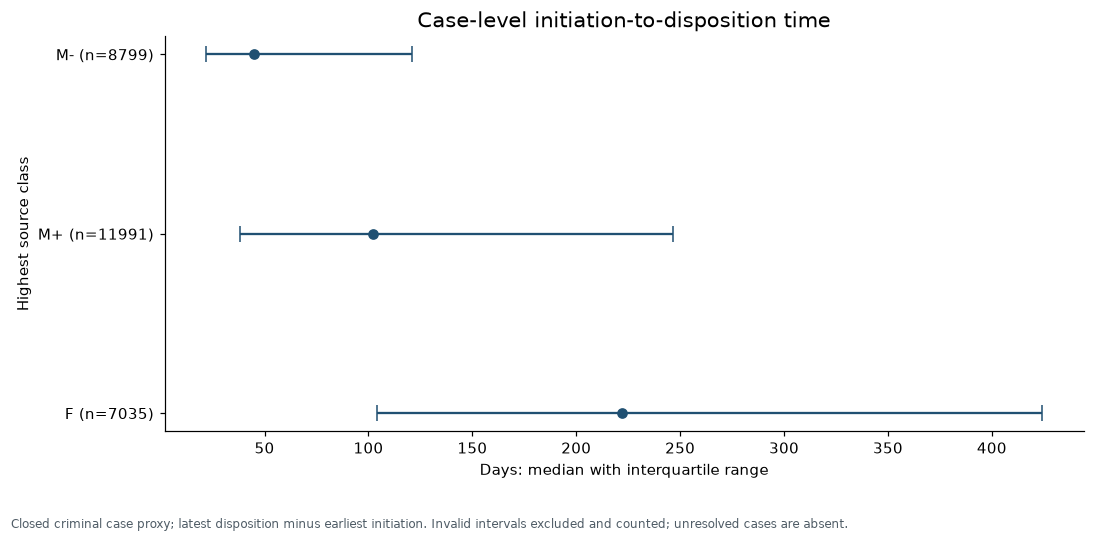 Case-level initiation-to-disposition time
M- (n=8799)
M+ (n=11991)
F (n=7035)
Highest source class
50 100 150 200 250 300 350 400
Days: median with interquartile range
Closed criminal case proxy; latest disposition minus earliest initiation. Invalid intervals excluded and counted; unresolved cases are absent.